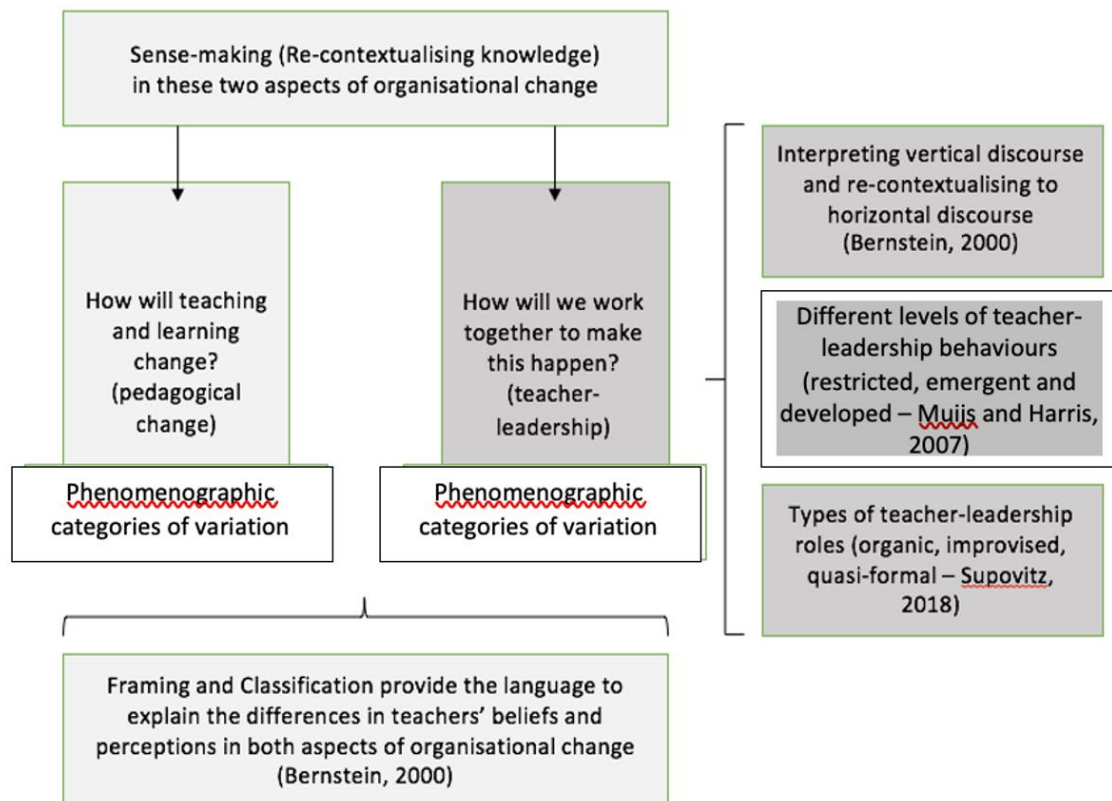 Sense-making (Re-contextualising knowledge)
in these two aspects of organisational change
How will teaching
and learning
change?
(pedagogical
change)
Phenomenographic
categories of variation
How will we work
together to make
this happen?
(teacher-
leadership)
Phenomenographic
categories of variation
Interpreting vertical discourse
and re-contextualising to
horizontal discourse
(Bernstein, 2000)
Different levels of teacher-
leadership behaviours
(restricted, emergent and
developed – Muijs and Harris,
2007)
Types of teacher-leadership
roles (organic, improvised,
quasi-formal – Supovitz,
2018)
Framing and Classification provide the language to
explain the differences in teachers’ beliefs and
perceptions in both aspects of organisational change
(Bernstein, 2000)